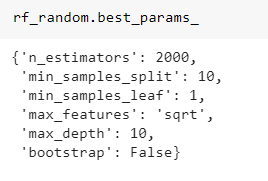 rf_random.best_params_
{'n_estimators': 2000,
 'min_samples_split': 10,
 'min_samples_leaf': 1,
 'max_features': 'sqrt',
 'max_depth': 10,
 'bootstrap': False}